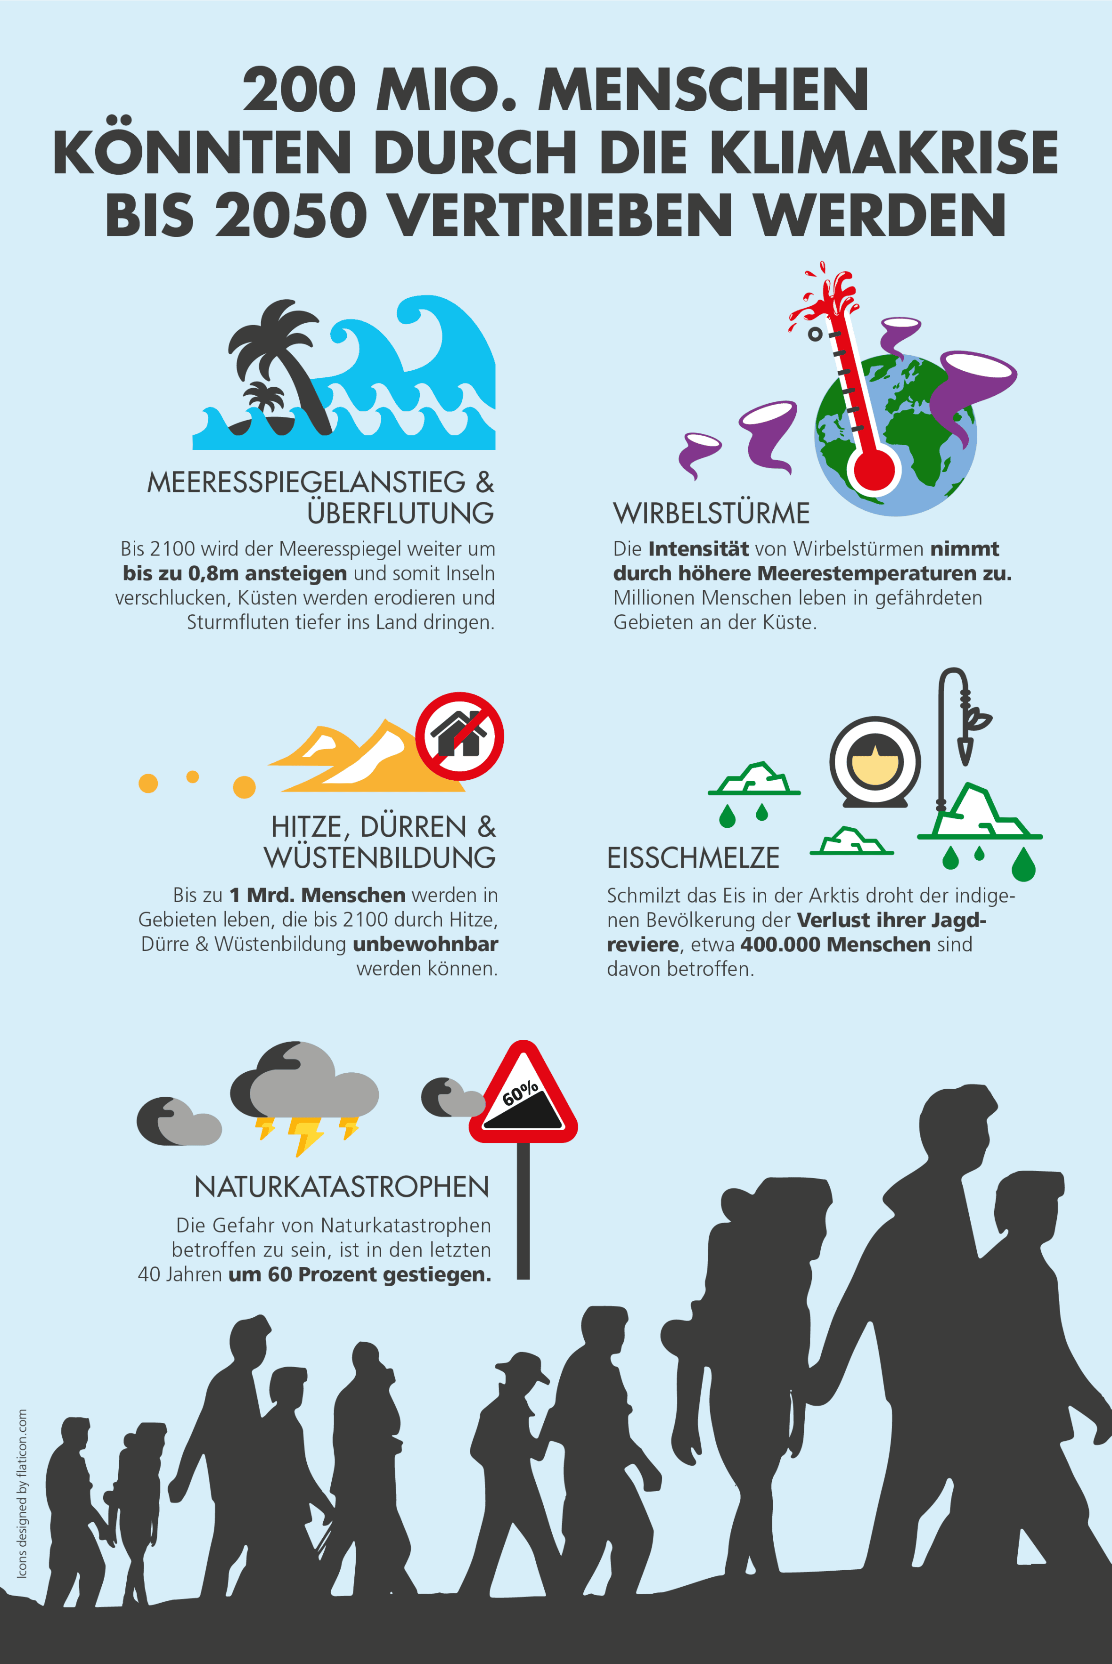 200 MIO. MENSCHEN
KÖNNTEN DURCH DIE KLIMAKRISE
BIS 2050 VERTRIEBEN WERDEN
MEERESSPIEGELANSTIEG &
ÜBERFLUTUNG
Bis 2100 wird der Meeresspiegel weiter um
bis zu 0,8m ansteigen und somit Inseln
verschlucken, Küsten werden erodieren und
Sturmfluten tiefer ins Land dringen.
WIRBELSTÜRME
Die Intensität von Wirbelstürmen nimmt
durch höhere Meerestemperaturen zu.
Millionen Menschen leben in gefährdeten
Gebieten an der Küste.
HITZE, DÜRREN &
WÜSTENBILDUNG
Bis zu 1 Mrd. Menschen werden in
Gebieten leben, die bis 2100 durch Hitze,
Dürre & Wüstenbildung unbewohnbar
werden können.
EISSCHMELZE
Schmilzt das Eis in der Arktis droht der indige-
nen Bevölkerung der Verlust ihrer Jagd-
reviere, etwa 400.000 Menschen sind
davon betroffen.
60%
NATURKATASTROPHEN
Die Gefahr von Naturkatastrophen
betroffen zu sein, ist in den letzten
40 Jahren um 60 Prozent gestiegen.
Icons designed by flaticon.com